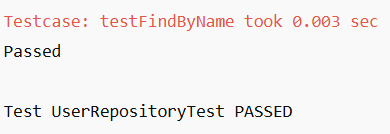 Testcase: testFindByName took 0.003 sec
Passed
Test UserRepositoryTest PASSED